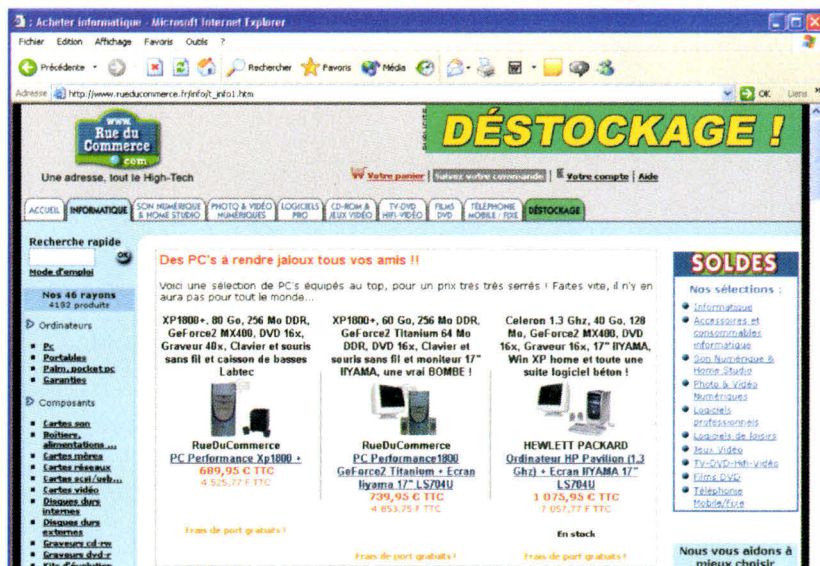 : Acheter informatique - Microsoft Internet Explorer
Fichier Edition Affichage Favoris Outils ?
Précédente Rechercher Favoris Média
Adresse http://www.rueducommerce.fr/info/t_info1.htm OK Liens
www.
Rue du
Commerce
.com
Une adresse, tout le High-Tech
PUBLICITE
DÉSTOCKAGE !
Votre panier | Suivez votre commande | Votre compte | Aide
ACCUEIL
INFORMATIQUE
SON NUMÉRIQUE
& HOME STUDIO
PHOTO & VIDÉO
NUMÉRIQUES
LOGICIELS
PRO
CD-ROM &
JEUX VIDÉO
TV-DVD
HIFI-VIDÉO
FILMS
DVD
TÉLÉPHONIE
MOBILE / FIXE
DÉSTOCKAGE
Recherche rapide
OK
Mode d'emploi
Nos 46 rayons
4192 produits
Ordinateurs
Pc
Portables
Palm, pocket pc
Garanties
Composants
Cartes son
Boîtiers,
alimentations ...
Cartes mères
Cartes réseaux
Cartes scsi/usb...
Cartes vidéo
Disques durs
internes
Disques durs
externes
Graveurs cd-rw
Graveurs dvd-r
Kits d'évolution
Des PC's à rendre jaloux tous vos amis !!
Voici une sélection de PC's équipés au top, pour un prix très très serrés ! Faites vite, il n'y en
aura pas pour tout le monde...
XP1800+, 80 Go, 256 Mo DDR,
GeForce2 MX400, DVD 16x,
Graveur 48x, Clavier et souris
sans fil et caisson de basses
Labtec
RueDuCommerce
PC Performance Xp1800 +
689,95 € TTC
4 525,77 F TTC
Frais de port gratuits !
XP1800+, 60 Go, 256 Mo DDR,
GeForce2 Titanium 64 Mo
DDR, DVD 16x, Clavier et
souris sans fil et moniteur 17"
IIYAMA, une vrai BOMBE !
RueDuCommerce
PC Performance1800
GeForce2 Titanium + Ecran
Iiyama 17" LS704U
739,95 € TTC
4 853,75 F TTC
Frais de port gratuits !
Celeron 1.3 Ghz, 40 Go, 128
Mo, GeForce2 MX400, DVD
16x, Graveur 16x, 17" IIYAMA,
Win XP home et toute une
suite logiciel béton !
HEWLETT PACKARD
Ordinateur HP Pavilion (1.3
Ghz) + Ecran IIYAMA 17"
LS704U
1 075,95 € TTC
7 057,77 F TTC
En stock
Frais de port gratuits !
SOLDES
Nos sélections :
Informatique
Accessoires et
consommables
informatique
Son Numérique &
Home Studio
Photo & Vidéo
Numériques
Logiciels
professionnels
Logiciels de loisirs
Jeux Vidéo
TV-DVD-Hifi-Vidéo
Films DVD
Téléphonie
Mobile/Fixe
Nous vous aidons à
mieux choisir